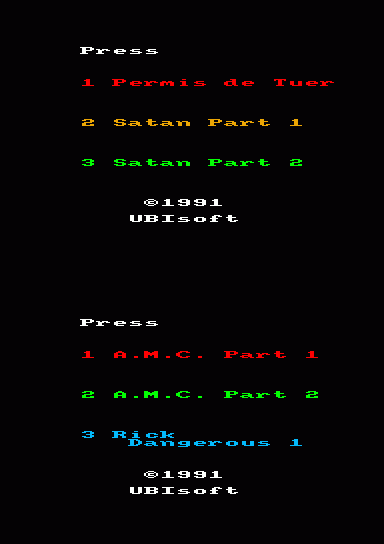 Press
1 Permis de Tuer
2 Satan Part 1
3 Satan Part 2
©1991
UBIsoft
Press
1 A.M.C. Part 1
2 A.M.C. Part 2
3 Rick
Dangerous 1
©1991
UBIsoft